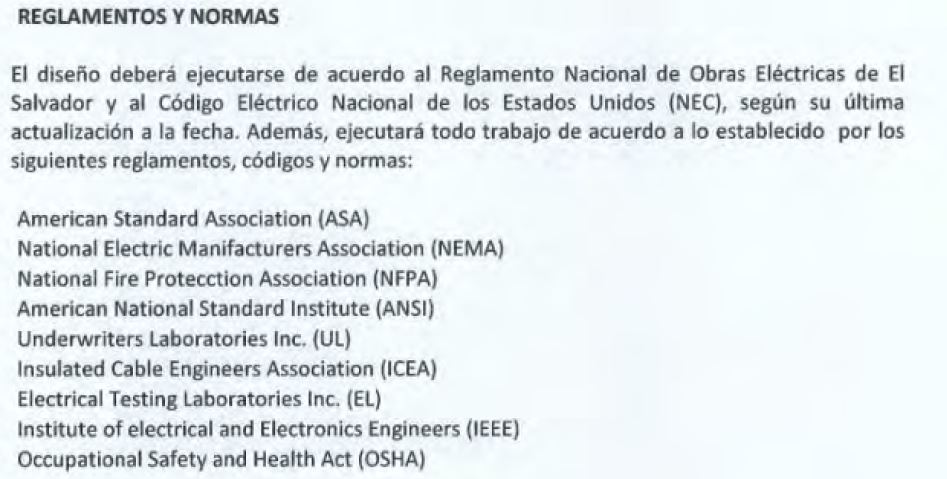 REGLAMENTOS Y NORMAS
El diseño deberá ejecutarse de acuerdo al Reglamento Nacional de Obras Eléctricas de El
Salvador y al Código Eléctrico Nacional de los Estados Unidos (NEC), según su última
actualización a la fecha. Además, ejecutará todo trabajo de acuerdo a lo establecido por los
siguientes reglamentos, códigos y normas:
American Standard Association (ASA)
National Electric Manifacturers Association (NEMA)
National Fire Protecction Association (NFPA)
American National Standard Institute (ANSI)
Underwriters Laboratories Inc. (UL)
Insulated Cable Engineers Association (ICEA)
Electrical Testing Laboratories Inc. (EL)
Institute of electrical and Electronics Engineers (IEEE)
Occupational Safety and Health Act (OSHA)